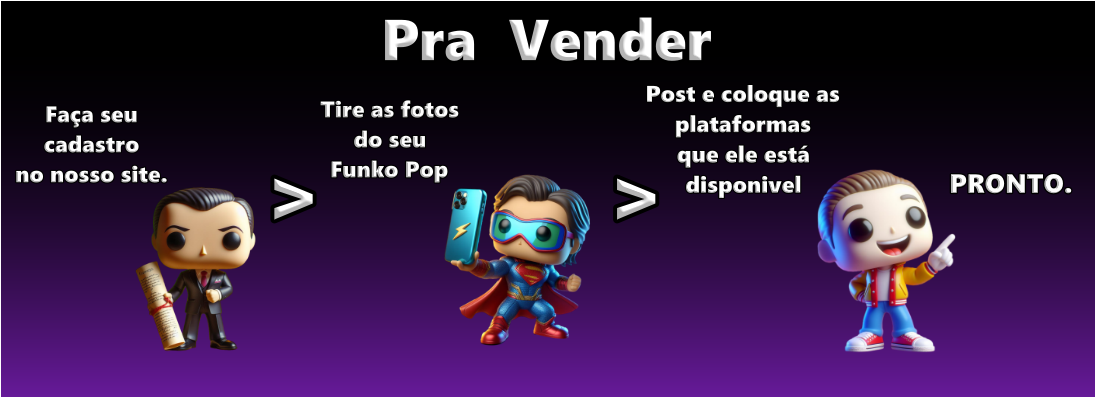 Pra Vender
Faça seu
cadastro
no nosso site.
>
Tire as fotos
do seu
Funko Pop
>
Post e coloque as
plataformas
que ele está
disponivel
PRONTO.